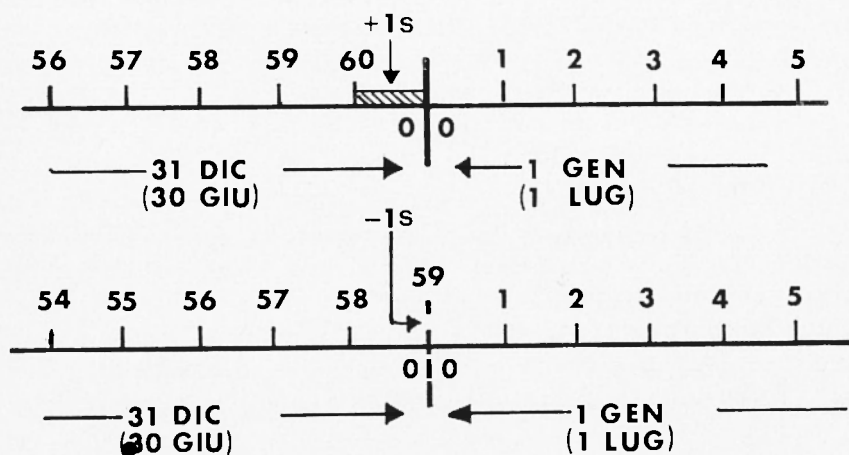 +1s
56 57 58 59 60 1 2 3 4 5
0 0
31 DIC 1 GEN
(30 GIU) (1 LUG)
−1s
59
54 55 56 57 58 1 2 3 4 5
0 0
31 DIC 1 GEN
(30 GIU) (1 LUG)